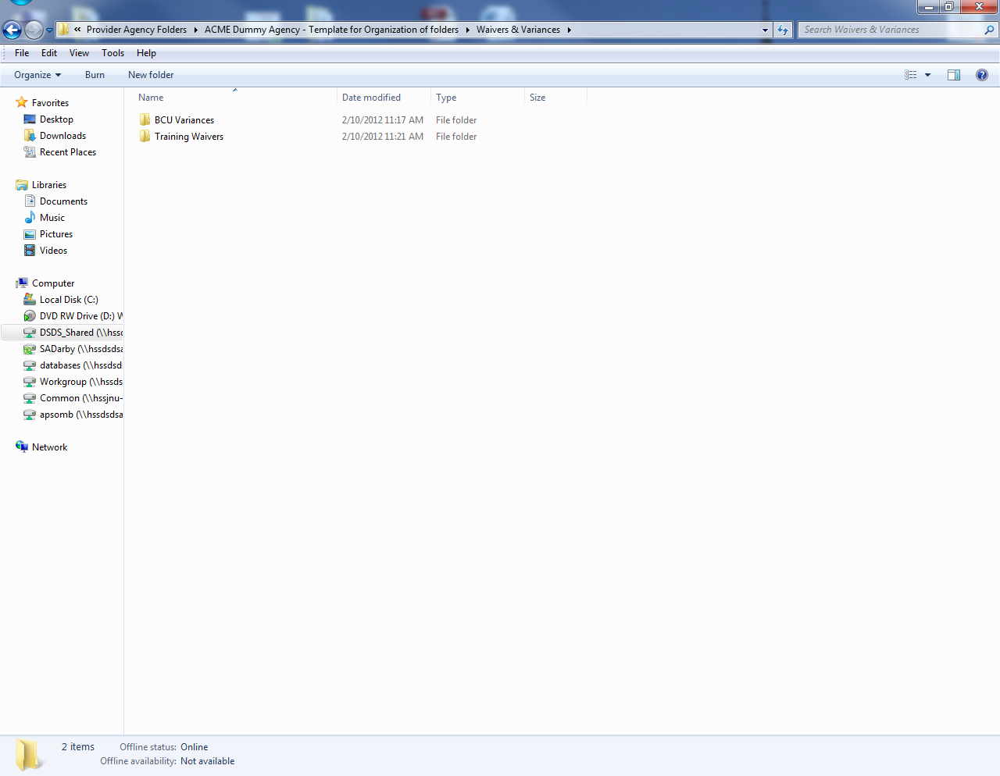 « Provider Agency Folders ACME Dummy Agency - Template for Organization of folders Waivers & Variances Search Waivers & Variances
File Edit View Tools Help
Organize Burn New folder
Name Date modified Type Size
Favorites
Desktop
Downloads
Recent Places
Libraries
Documents
Music
Pictures
Videos
Computer
Local Disk (C:)
DVD RW Drive (D:) W
DSDS_Shared (\\hssd
SADarby (\\hssdsdsa
databases (\\hssdsd
Workgroup (\\hssds
Common (\\hssjnu-
apsomb (\\hssdsdsa
Network
BCU Variances 2/10/2012 11:17 AM File folder
Training Waivers 2/10/2012 11:21 AM File folder
2 items Offline status: Online
Offline availability: Not available